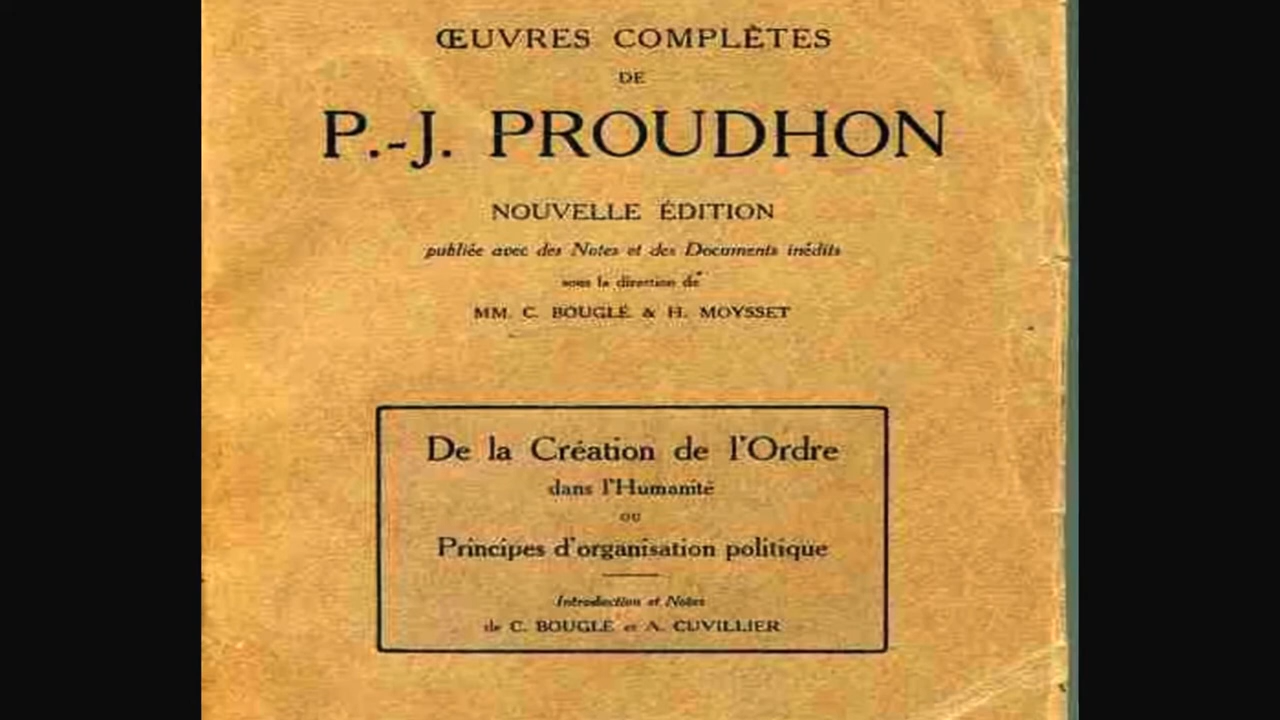 ŒUVRES COMPLÈTES
DE
P.-J. PROUDHON
NOUVELLE ÉDITION
publiée avec des Notes et des Documents inédits
sous la direction de
MM. C. BOUGLÉ & H. MOYSSET
De la Création de l'Ordre
dans l'Humanité
ou
Principes d'organisation politique
Introduction et Notes
de C. BOUGLÉ et A. CUVILLIER